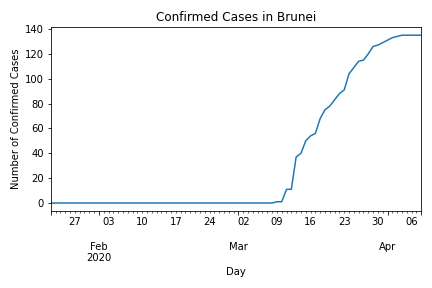 Confirmed Cases in Brunei
Number of Confirmed Cases
140
120
100
80
60
40
20
0
27 03 10 17 24 02 09 16 23 30 06
Feb Mar Apr
2020
Day